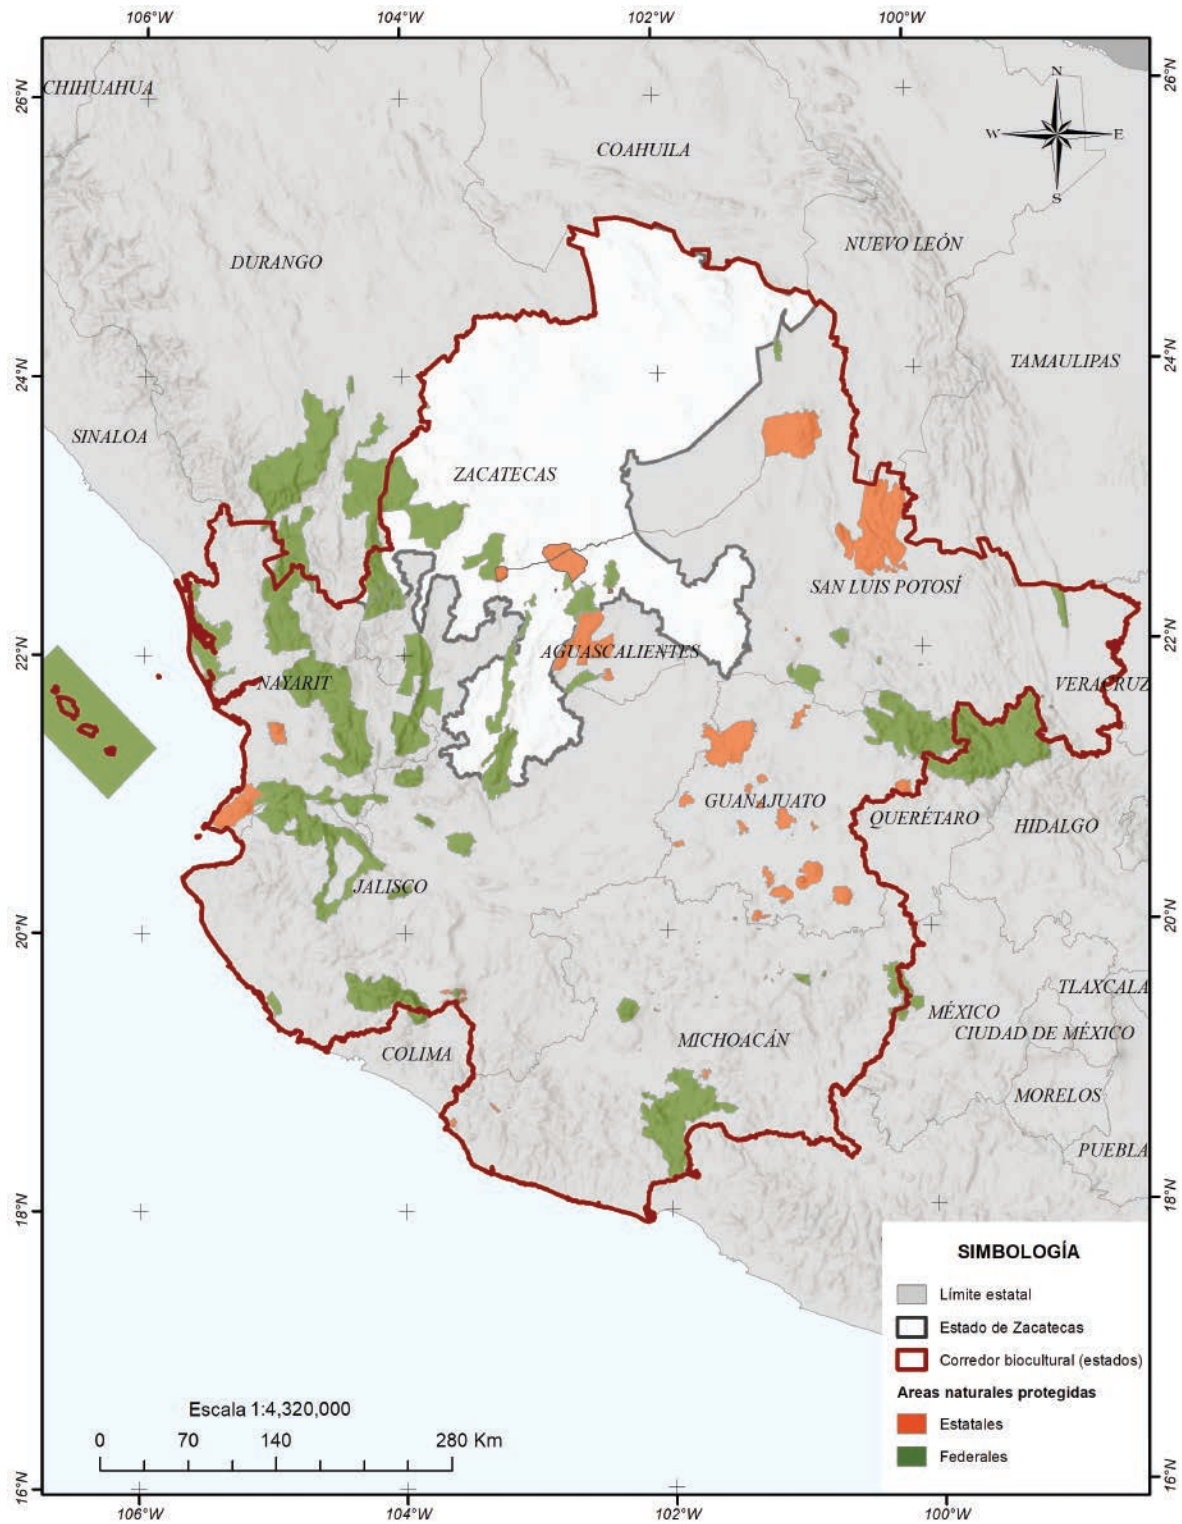 106°W 104°W 102°W 100°W
26°N 26°N
CHIHUAHUA
N
W E
S
COAHUILA
NUEVO LEÓN
DURANGO
24°N 24°N
TAMAULIPAS
SINALOA
ZACATECAS
SAN LUIS POTOSÍ
22°N 22°N
AGUASCALIENTES
NAYARIT
VERACRUZ
GUANAJUATO
QUERÉTARO
HIDALGO
JALISCO
20°N 20°N
TLAXCALA
MÉXICO
CIUDAD DE MÉXICO
MICHOACÁN
COLIMA
MORELOS
PUEBLA
18°N 18°N
SIMBOLOGÍA
Límite estatal
Estado de Zacatecas
Corredor biocultural (estados)
Areas naturales protegidas
Estatales
Federales
Escala 1:4,320,000
0 70 140 280 Km
16°N 16°N
106°W 104°W 102°W 100°W